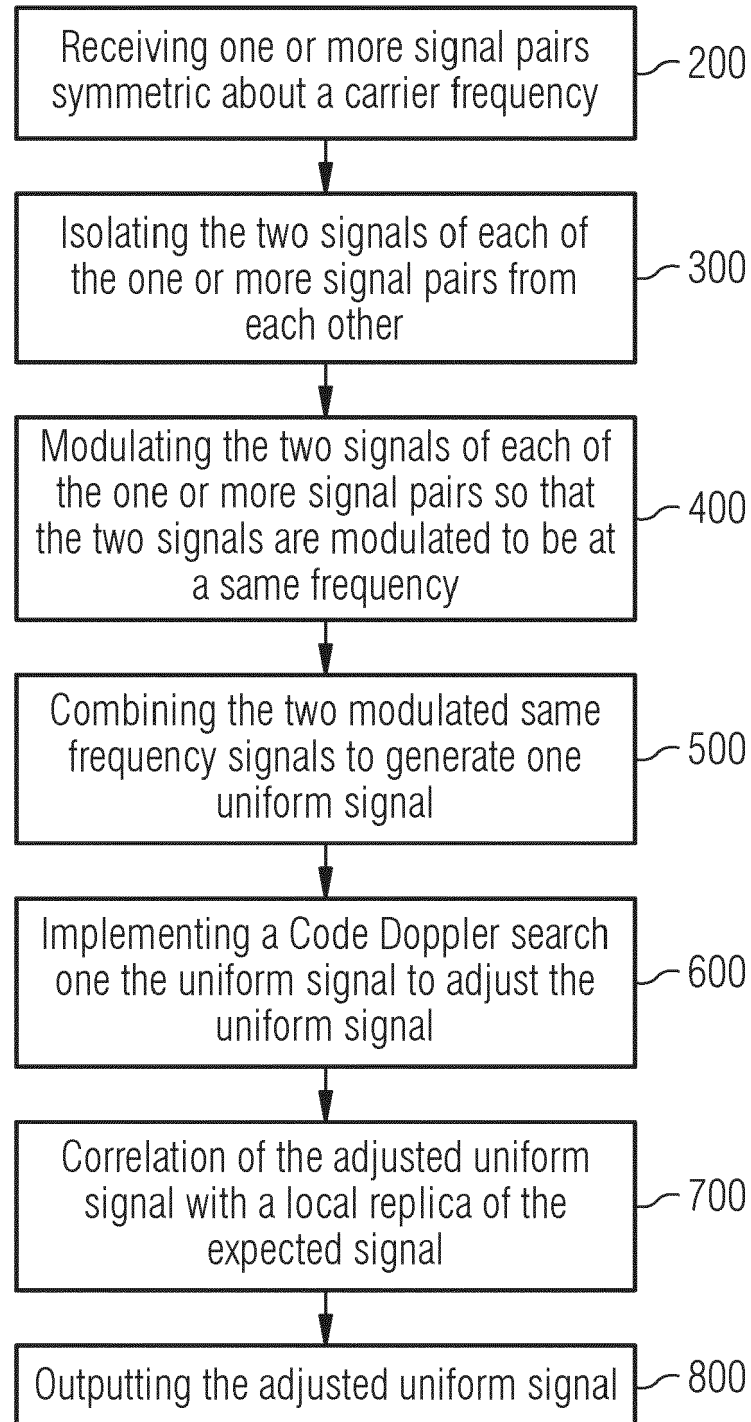 Receiving one or more signal pairs
symmetric about a carrier frequency
200
Isolating the two signals of each of
the one or more signal pairs from
each other
300
Modulating the two signals of each of
the one or more signal pairs so that
the two signals are modulated to be at
a same frequency
400
Combining the two modulated same
frequency signals to generate one
uniform signal
500
Implementing a Code Doppler search
one the uniform signal to adjust the
uniform signal
600
Correlation of the adjusted uniform
signal with a local replica of the
expected signal
700
Outputting the adjusted uniform signal
800